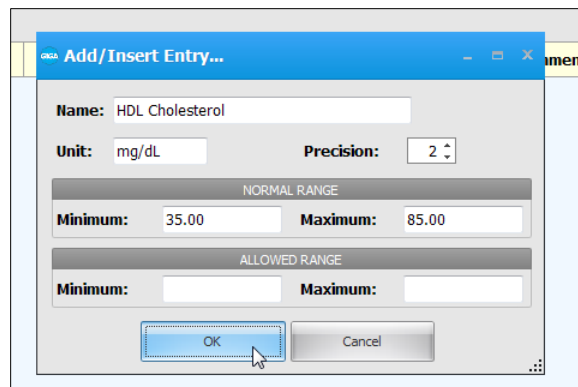 GIGA Add/Insert Entry...
Name: HDL Cholesterol
Unit: mg/dL Precision: 2
NORMAL RANGE
Minimum: 35.00 Maximum: 85.00
ALLOWED RANGE
Minimum: Maximum:
OK Cancel